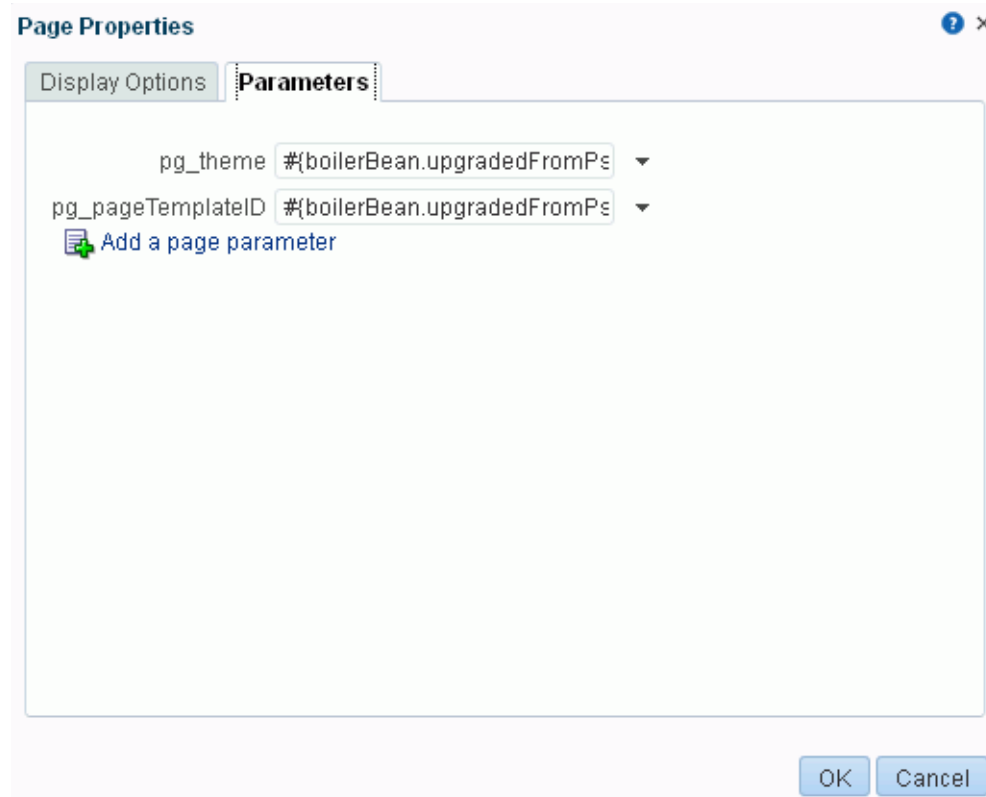 Page Properties ? ×
Display Options Parameters
pg_theme #{boilerBean.upgradedFromPs
pg_pageTemplateID #{boilerBean.upgradedFromPs
Add a page parameter
OK Cancel